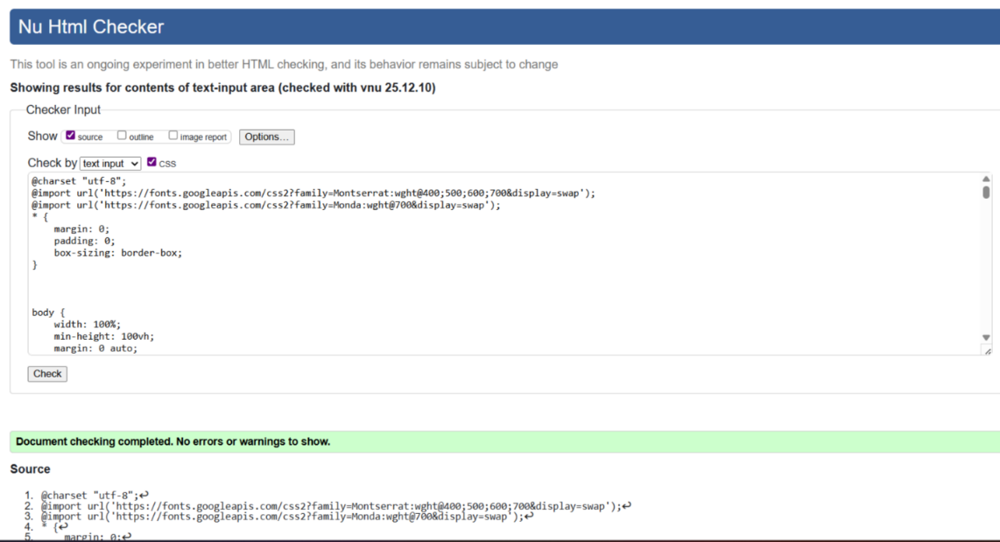 Nu Html Checker
This tool is an ongoing experiment in better HTML checking, and its behavior remains subject to change
Showing results for contents of text-input area (checked with vnu 25.12.10)
Checker Input
Show source outline image report Options...
Check by text input CSS
@charset "utf-8";
@import url('https://fonts.googleapis.com/css2?family=Montserrat:wght@400;500;600;700&display=swap');
@import url('https://fonts.googleapis.com/css2?family=Monda:wght@700&display=swap');
* {
    margin: 0;
    padding: 0;
    box-sizing: border-box;
}
body {
    width: 100%;
    min-height: 100vh;
    margin: 0 auto;
Check
Document checking completed. No errors or warnings to show.
Source
1. @charset "utf-8";↩
2. @import url('https://fonts.googleapis.com/css2?family=Montserrat:wght@400;500;600;700&display=swap');↩
3. @import url('https://fonts.googleapis.com/css2?family=Monda:wght@700&display=swap');↩
4. * {↩
5.     margin: 0;↩